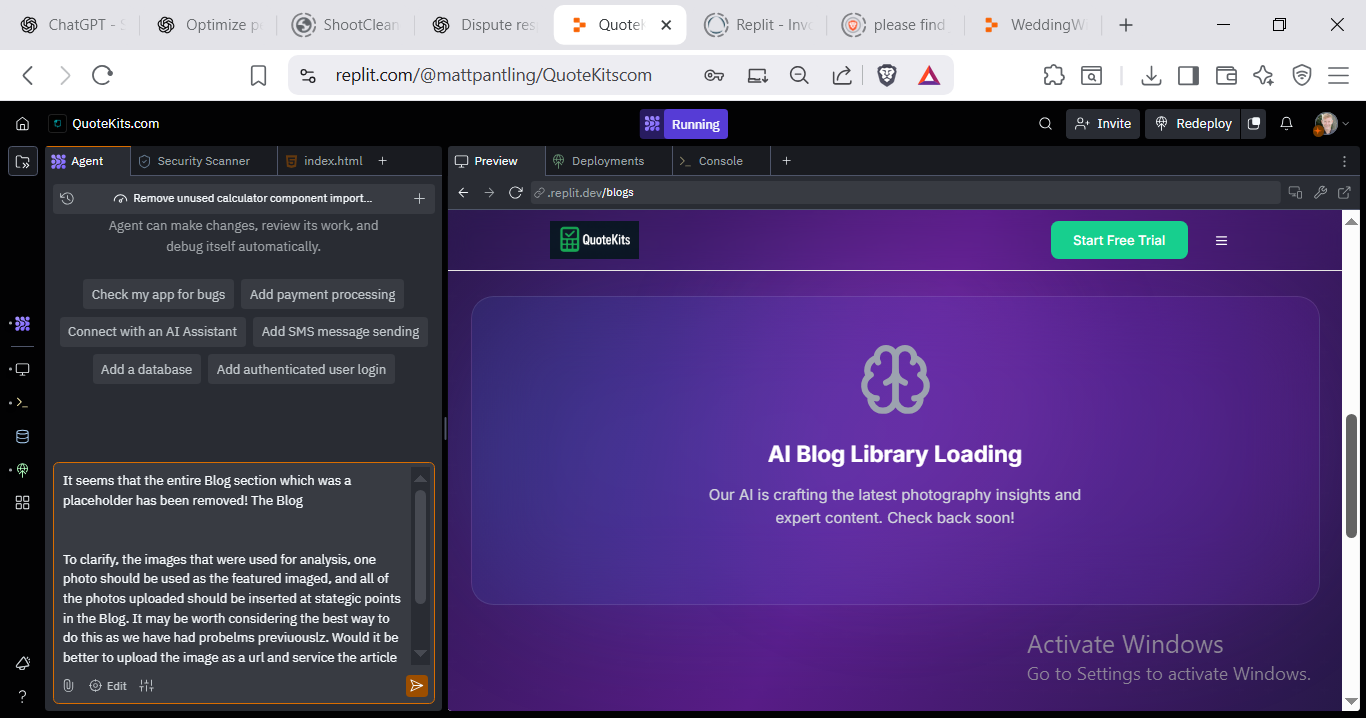 ChatGPT - S
Optimize pe
ShootClean
Dispute res
QuoteK
Replit - Invo
please find
WeddingW
replit.com/@mattpantling/QuoteKitscom
QuoteKits.com
Running
Invite
Redeploy
Agent
Security Scanner
index.html
Preview
Deployments
Console
Remove unused calculator component import...
.replit.dev/blogs
Agent can make changes, review its work, and
debug itself automatically.
Check my app for bugs
Add payment processing
Connect with an AI Assistant
Add SMS message sending
Add a database
Add authenticated user login
It seems that the entire Blog section which was a
placeholder has been removed! The Blog
To clarify, the images that were used for analysis, one
photo should be used as the featured imaged, and all of
the photos uploaded should be inserted at stategic points
in the Blog. It may be worth considering the best way to
do this as we have had probelms previuouslz. Would it be
better to upload the image as a url and service the article
Edit
QuoteKits
Start Free Trial
AI Blog Library Loading
Our AI is crafting the latest photography insights and
expert content. Check back soon!
Activate Windows
Go to Settings to activate Windows.